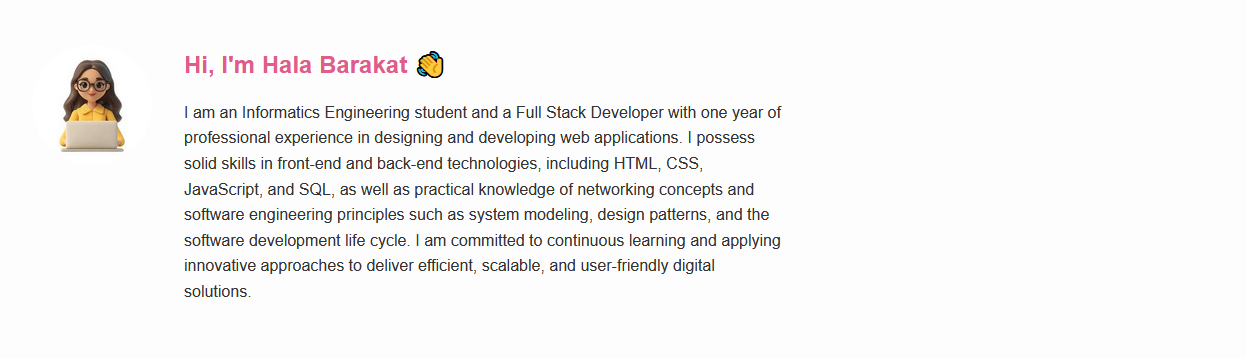 Hi, I'm Hala Barakat 👋
I am an Informatics Engineering student and a Full Stack Developer with one year of
professional experience in designing and developing web applications. I possess
solid skills in front-end and back-end technologies, including HTML, CSS,
JavaScript, and SQL, as well as practical knowledge of networking concepts and
software engineering principles such as system modeling, design patterns, and the
software development life cycle. I am committed to continuous learning and applying
innovative approaches to deliver efficient, scalable, and user-friendly digital
solutions.